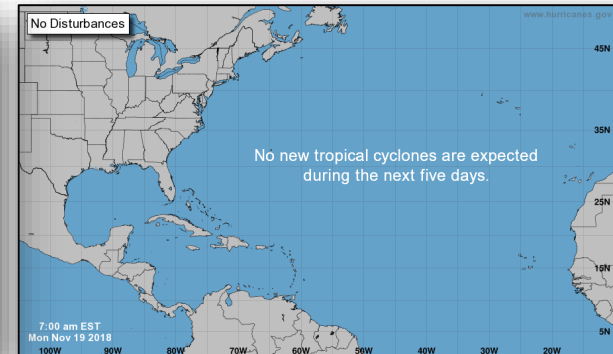 No Disturbances
www.hurricanes.gov
45N
35N
No new tropical cyclones are expected
during the next five days.
25N
15N
7:00 am EST
Mon Nov 19 2018
5N
100W 90W 80W 70W 60W 50W 40W 30W 20W